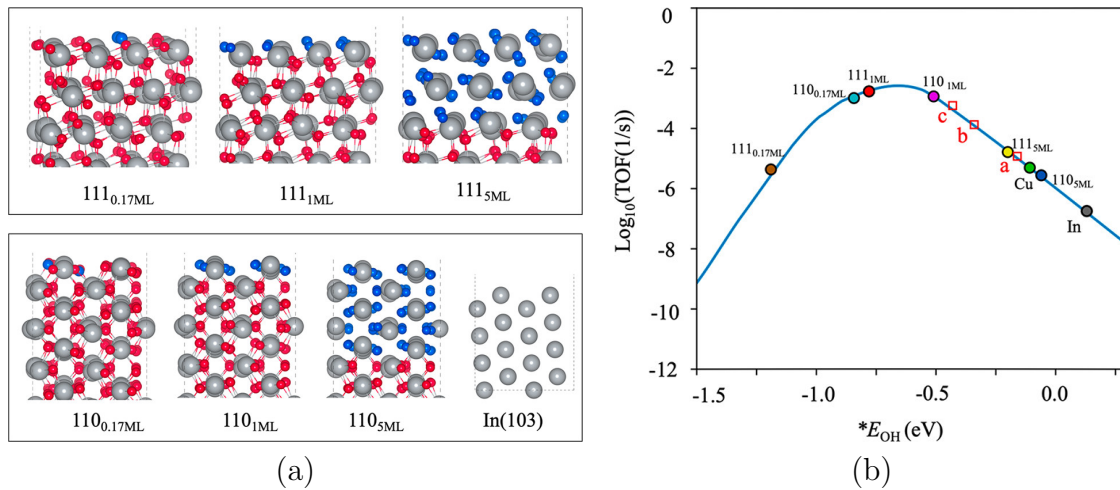 111₀.₁₇ML 111₁ML 111₅ML
110₀.₁₇ML 110₁ML 110₅ML In(103)
(a)
Log₁₀(TOF(1/s))
0
-2
-4
-6
-8
-10
-12
111₀.₁₇ML
110₀.₁₇ML
111₁ML
110₁ML
c
b
a
111₅ML
Cu
110₅ML
In
-1.5 -1.0 -0.5 0.0
*E_OH (eV)
(b)